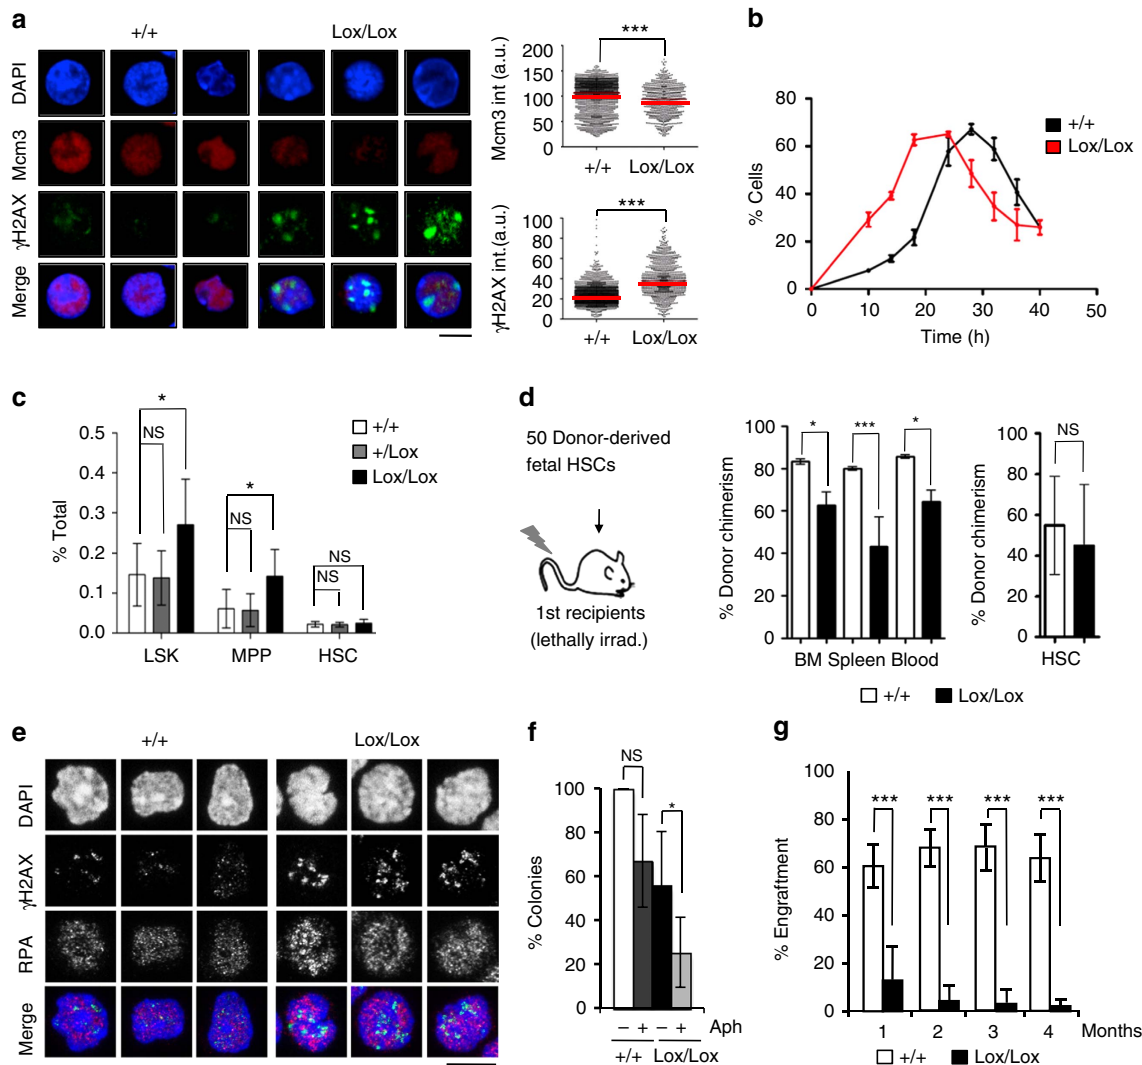 a
+/+
Lox/Lox
DAPI
Mcm3
γH2AX
Merge
Mcm3 int (a.u.)
200
150
100
50
0
***
+/+ Lox/Lox
γH2AX int.(a.u.)
100
80
60
40
20
0
***
+/+ Lox/Lox
b
% Cells
80
60
40
20
0
0 10 20 30 40 50
Time (h)
+/+
Lox/Lox
c
% Total
0.5
0.4
0.3
0.2
0.1
0.0
*
NS
*
NS
NS
NS
LSK MPP HSC
+/+
+/Lox
Lox/Lox
d
50 Donor-derived
fetal HSCs
1st recipients
(lethally irrad.)
% Donor chimerism
100
80
60
40
20
0
* *** *
BM Spleen Blood
% Donor chimerism
100
80
60
40
20
0
NS
HSC
+/+ Lox/Lox
e
+/+
Lox/Lox
DAPI
γH2AX
RPA
Merge
f
% Colonies
100
80
60
40
20
0
NS
*
− + − + Aph
+/+ Lox/Lox
g
% Engraftment
100
80
60
40
20
0
*** *** *** ***
1 2 3 4 Months
+/+ Lox/Lox